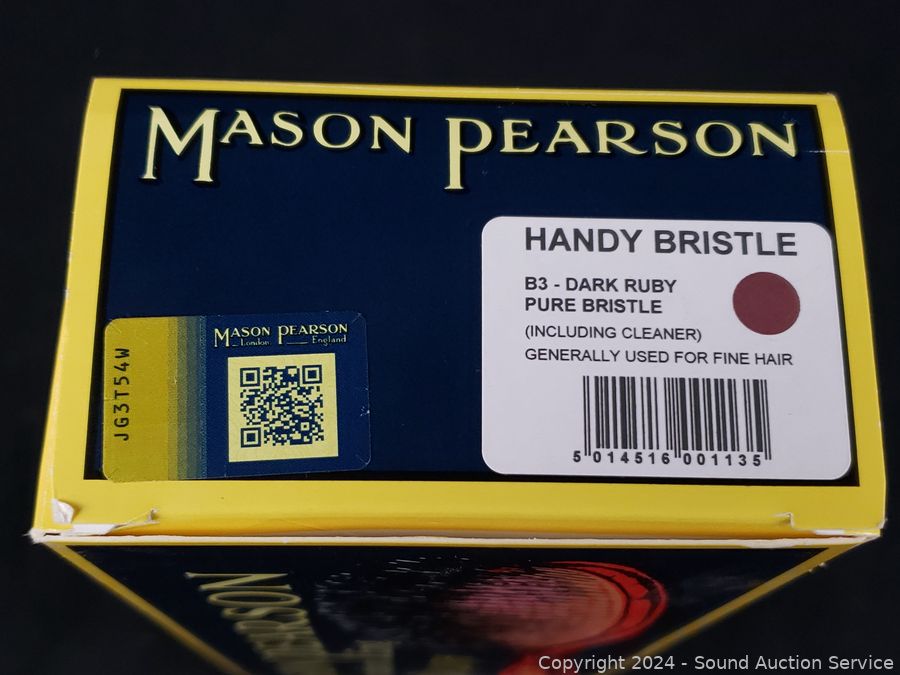 MASON PEARSON
HANDY BRISTLE
B3 - DARK RUBY
PURE BRISTLE
(INCLUDING CLEANER)
GENERALLY USED FOR FINE HAIR
5 014516 001135
MASON PEARSON
London England
JG3T54W
Copyright 2024 - Sound Auction Service